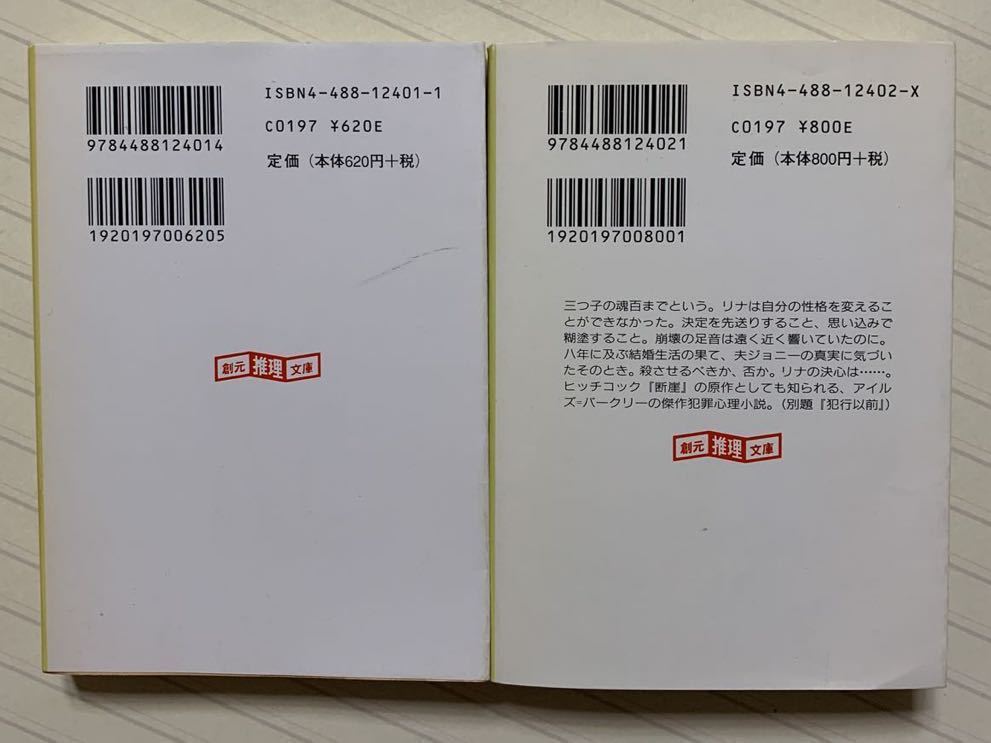 ISBN4-488-12401-1
9784488124014
C0197 ¥620E
定価（本体620円＋税）
1920197006205
創元推理文庫
ISBN4-488-12402-X
9784488124021
C0197 ¥800E
定価（本体800円＋税）
1920197008001
三つ子の魂百までという。リナは自分の性格を変えるこ
とができなかった。決定を先送りすること、思い込みで
糊塗すること。崩壊の足音は遠く近く響いていたのに。
八年に及ぶ結婚生活の果て、夫ジョニーの真実に気づい
たそのとき。殺させるべきか、否か。リナの決心は……。
ヒッチコック『断崖』の原作としても知られる、アイル
ズ=バークリーの傑作犯罪心理小説。（別題『犯行以前』）
創元推理文庫